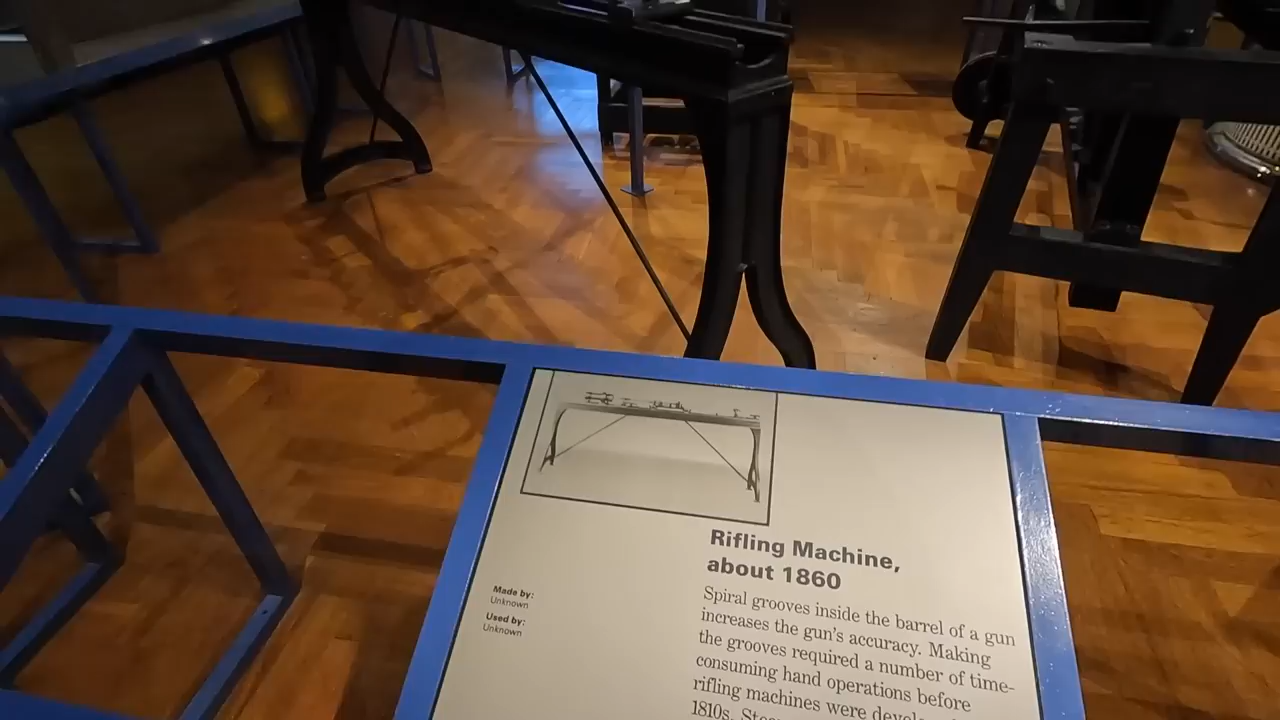 Rifling Machine,
about 1860
Made by:
Unknown
Used by:
Unknown
Spiral grooves inside the barrel of a gun
increases the gun's accuracy. Making
the grooves required a number of time-
consuming hand operations before
rifling machines were
1810s.